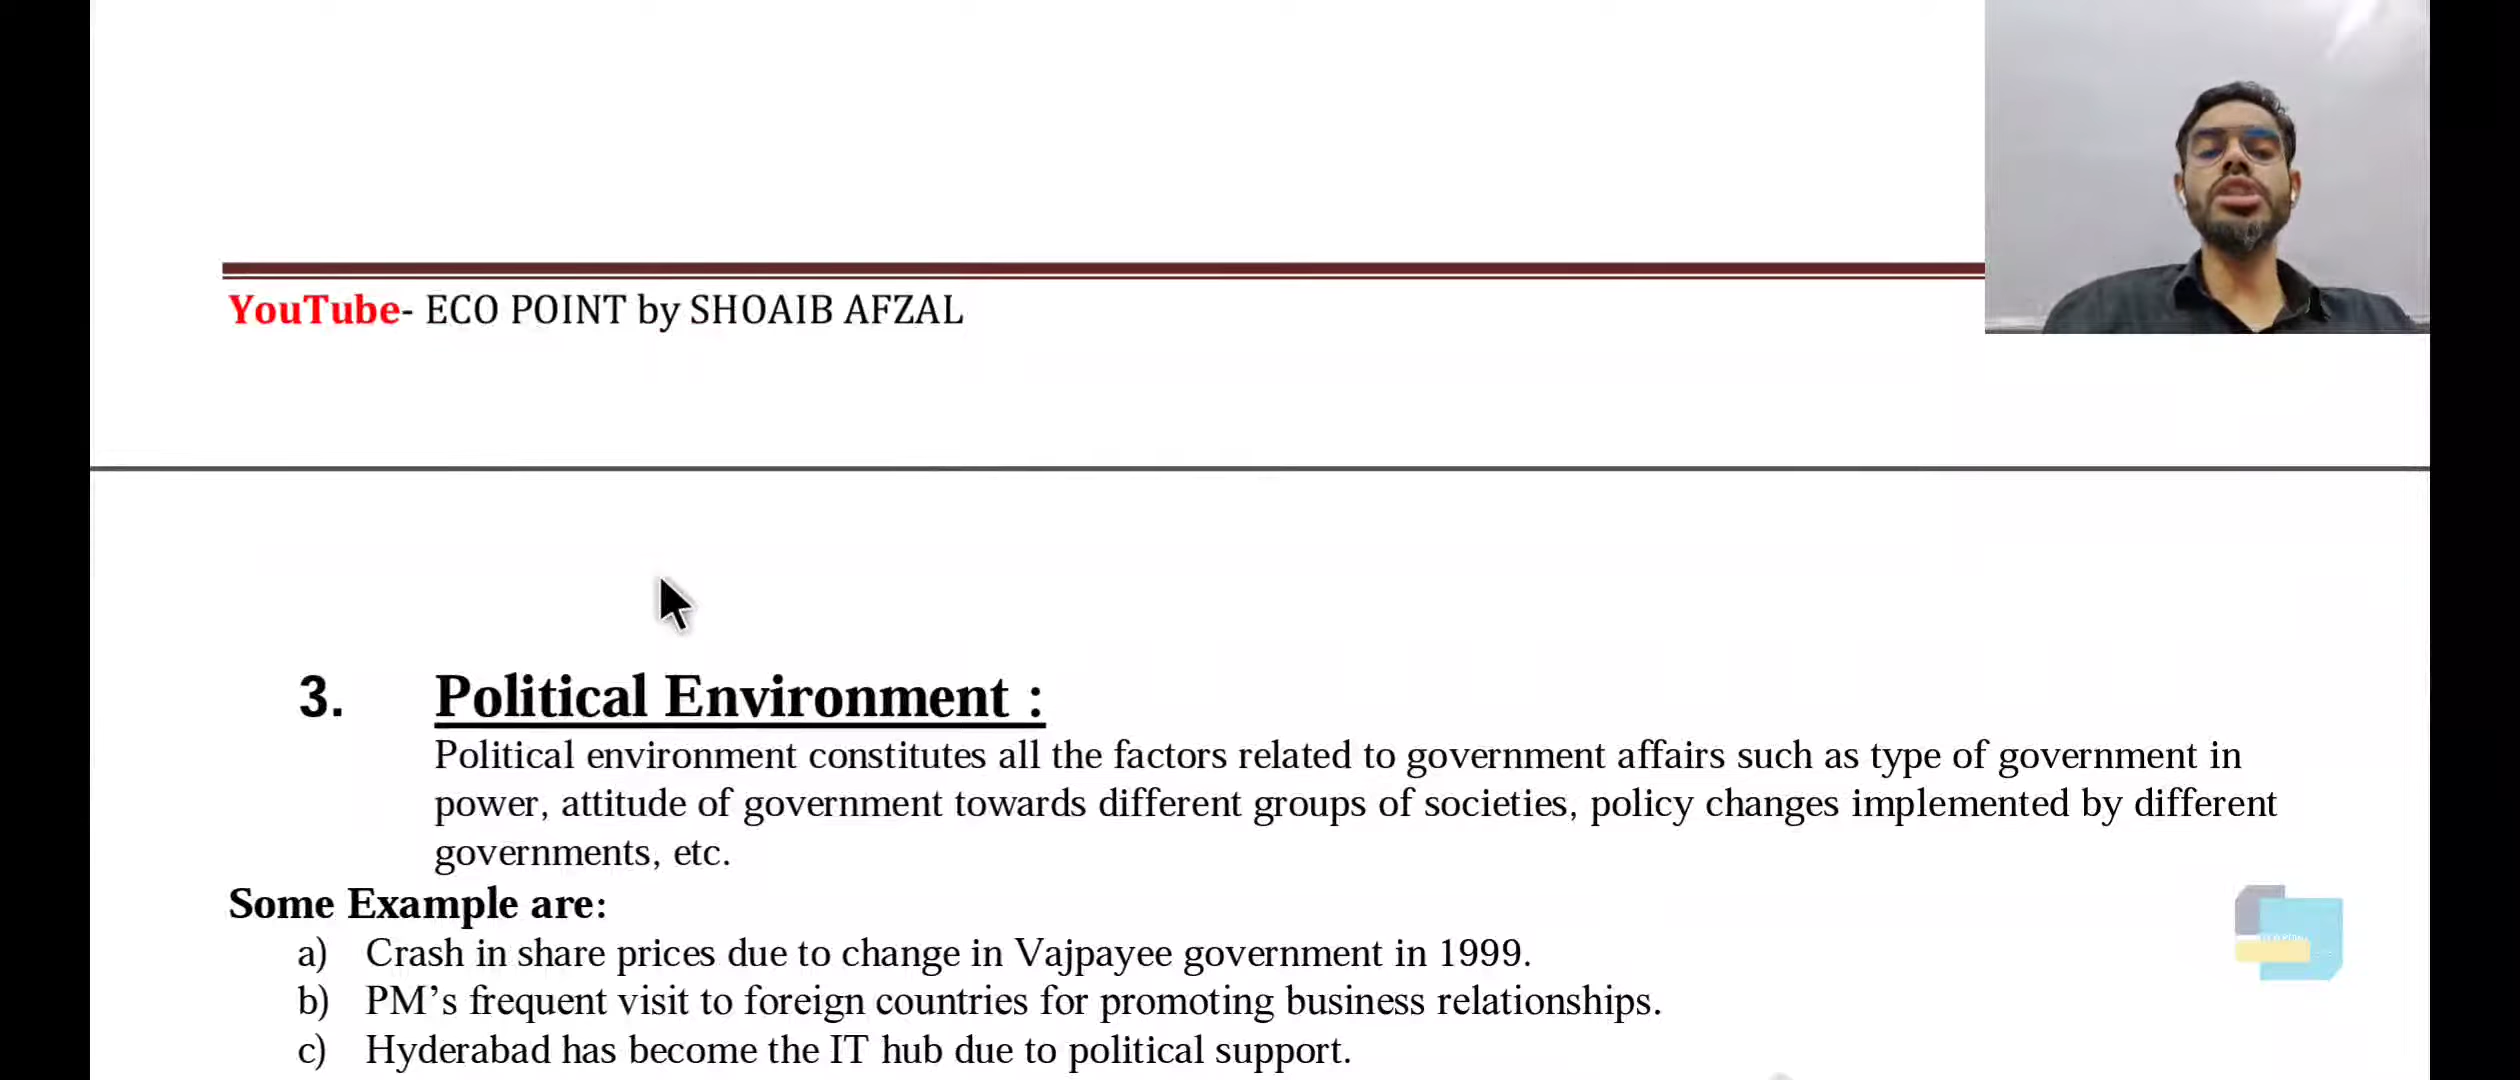 YouTube- ECO POINT by SHOAIB AFZAL
3. Political Environment :
Political environment constitutes all the factors related to government affairs such as type of government in
power, attitude of government towards different groups of societies, policy changes implemented by different
governments, etc.
Some Example are:
a) Crash in share prices due to change in Vajpayee government in 1999.
b) PM’s frequent visit to foreign countries for promoting business relationships.
c) Hyderabad has become the IT hub due to political support.